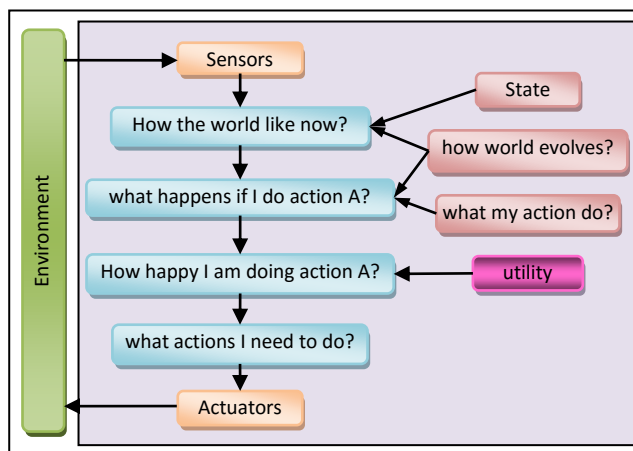 Environment
Sensors
How the world like now?
State
how world evolves?
what happens if I do action A?
what my action do?
How happy I am doing action A?
utility
what actions I need to do?
Actuators